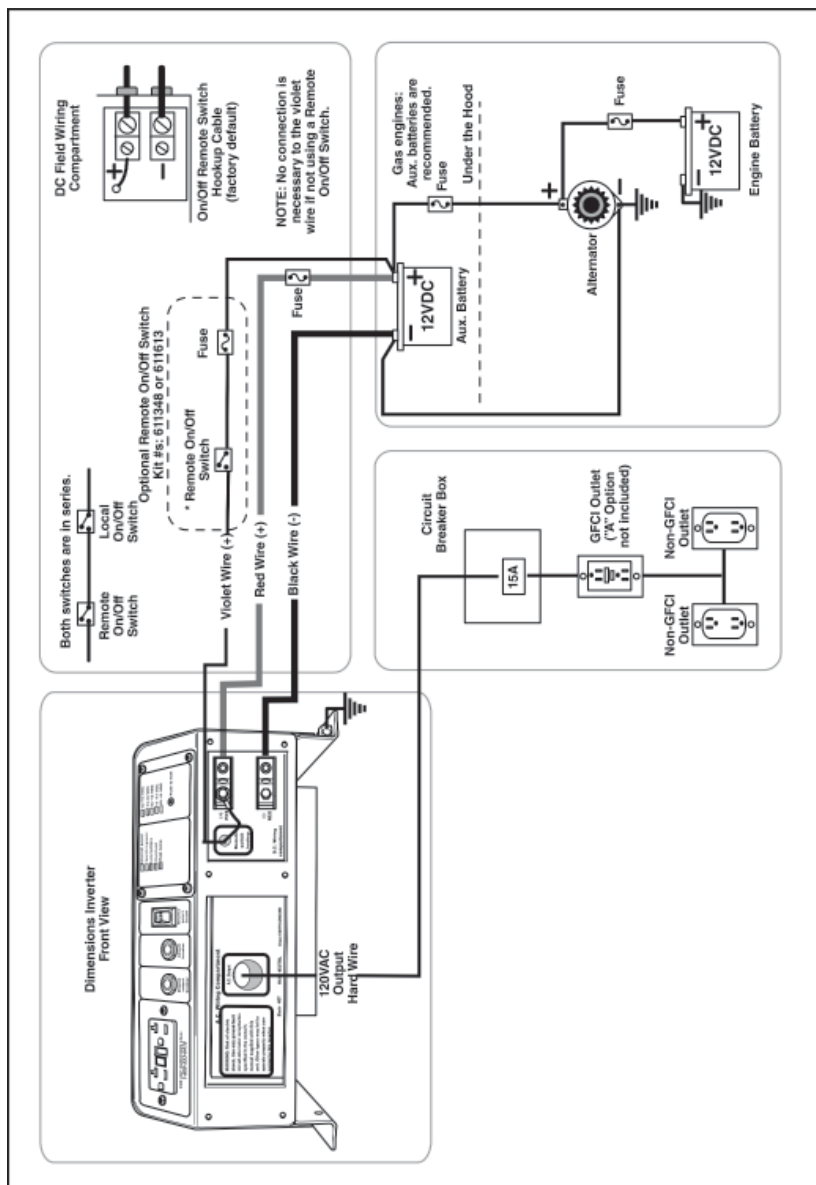 Dimensions Inverter
Front View
120VAC
Output
Hard Wire
Both switches are in series.
Remote
On/Off
Switch
Local
On/Off
Switch
DC Field Wiring
Compartment
+
−
On/Off Remote Switch
Hookup Cable
(factory default)
Optional Remote On/Off Switch
Kit #s: 611348 or 611613
* Remote On/Off
Switch
Fuse
NOTE: No connection is
necessary to the violet
wire if not using a Remote
On/Off Switch.
Violet Wire (+)
Red Wire (+)
Black Wire (-)
Fuse
Gas engines:
Aux. batteries are
recommended.
Fuse
Under the Hood
− +
12VDC
Aux. Battery
+
−
Alternator
Fuse
− +
12VDC
Engine Battery
Circuit
Breaker Box
15A
GFCI Outlet
("A" Option
not included)
Non-GFCI
Outlet
Non-GFCI
Outlet
A.C. Wiring Compartment